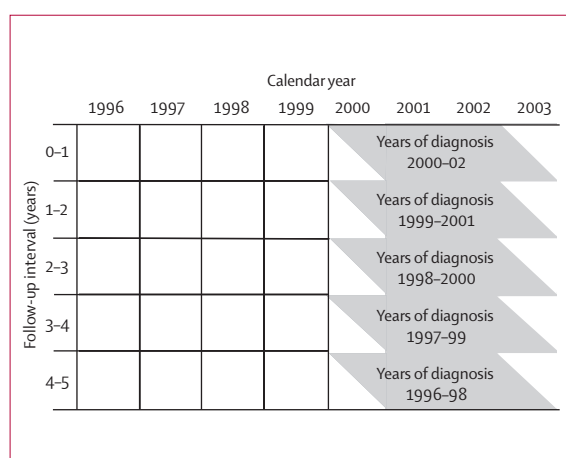 Calendar year
1996 1997 1998 1999 2000 2001 2002 2003
Follow-up interval (years)
0–1
Years of diagnosis
2000–02
1–2
Years of diagnosis
1999–2001
2–3
Years of diagnosis
1998–2000
3–4
Years of diagnosis
1997–99
4–5
Years of diagnosis
1996–98